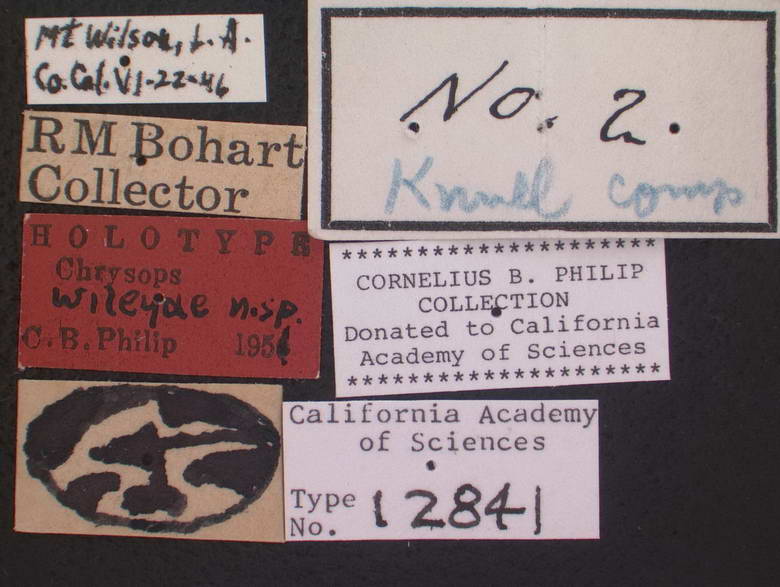 Mt Wilson, L.A.
Co. Cal. VI-22-46
RM Bohart
Collector
HOLOTYPE
Chrysops
wileyae n.sp.
C.B. Philip 1954
No. 2.
comp
*********************
CORNELIUS B. PHILIP
COLLECTION
Donated to California
Academy of Sciences
*********************
California Academy
of Sciences
Type
No. 12841